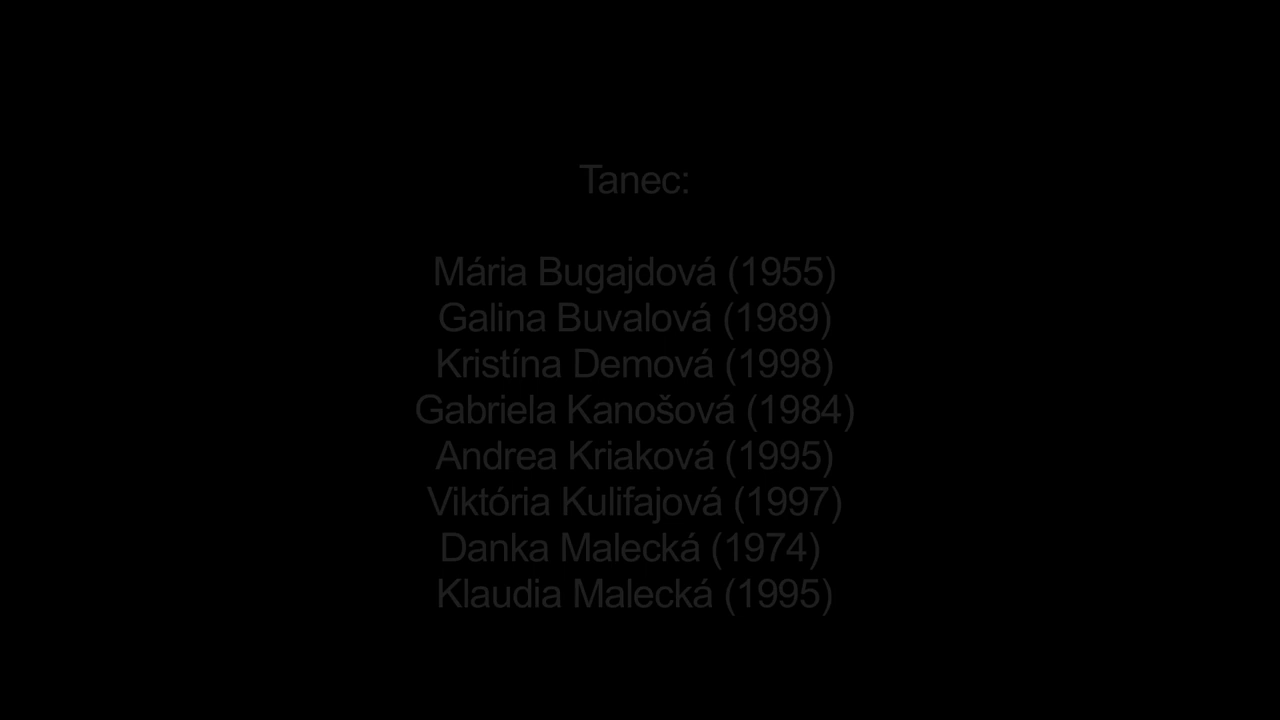 Tanec:
Mária Bugajdová (1955)
Galina Buvalová (1989)
Kristína Demová (1998)
Gabriela Kanošová (1984)
Andrea Kriaková (1995)
Viktória Kulifajová (1997)
Danka Malecká (1974)
Klaudia Malecká (1995)